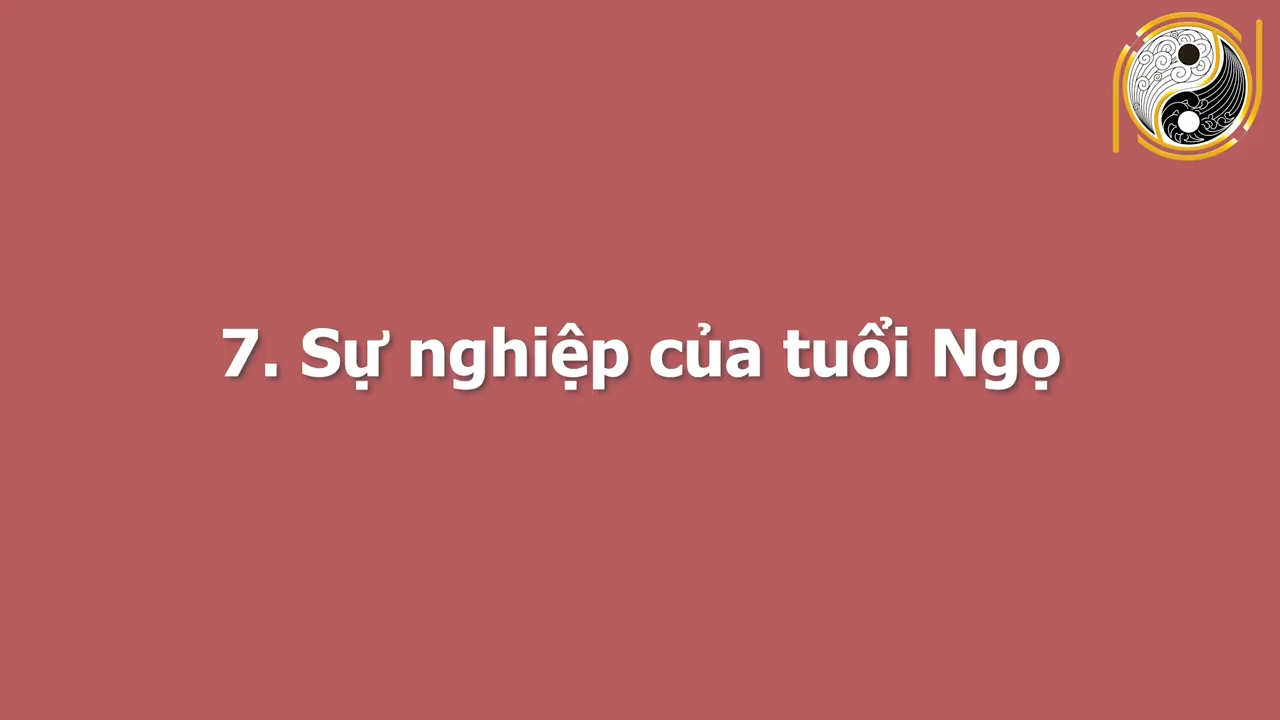 7. Sự nghiệp của tuổi Ngọ